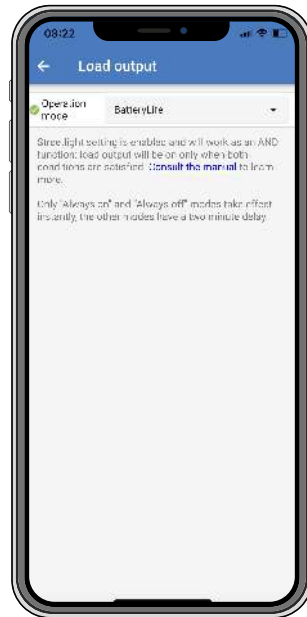 08:22
Load output
Operation
mode
BatteryLife
Streetlight setting is enabled and will work as an AND
function: load output will be on only when both
conditions are satisfied. Consult the manual to learn
more.
Only "Always on" and "Always off" modes take effect
instantly, the other modes have a two minute delay